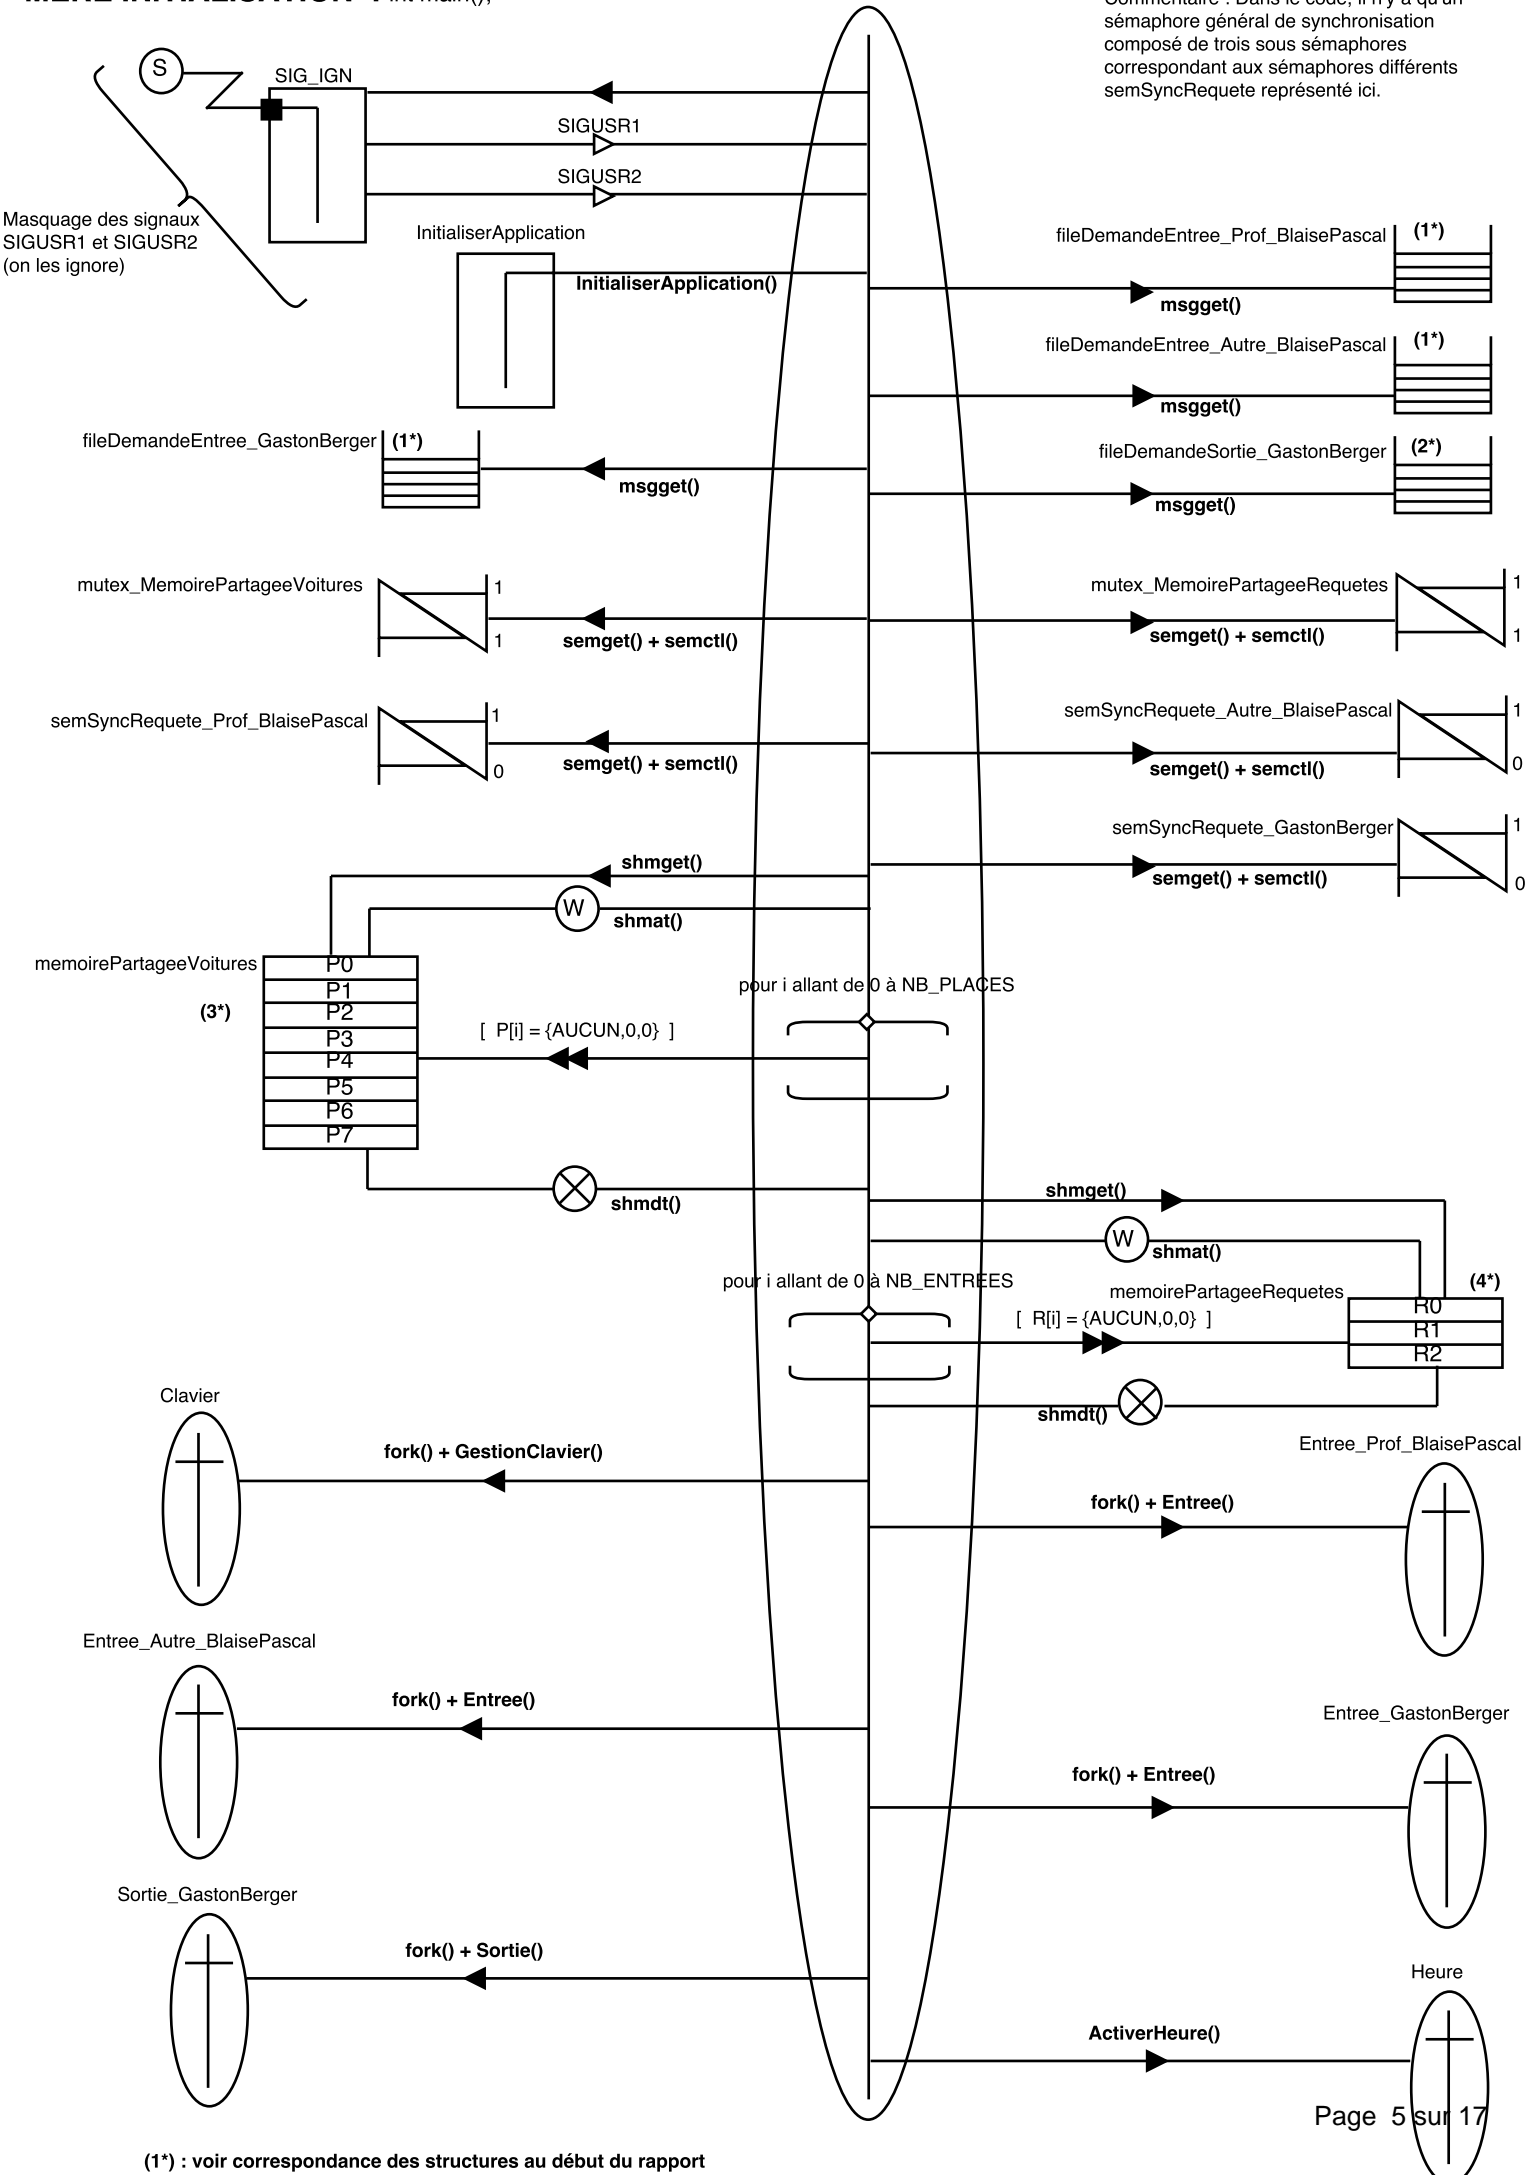 MERE INITIALISATION : int main();
Commentaire : Dans le code, il n'y a qu'un
sémaphore général de synchronisation
composé de trois sous sémaphores
correspondant aux sémaphores différents
semSyncRequete représenté ici.
S
SIG_IGN
SIGUSR1
SIGUSR2
Masquage des signaux
SIGUSR1 et SIGUSR2
(on les ignore)
InitialiserApplication
InitialiserApplication()
fileDemandeEntree_Prof_BlaisePascal
(1*)
msgget()
fileDemandeEntree_Autre_BlaisePascal
(1*)
msgget()
fileDemandeEntree_GastonBerger
(1*)
msgget()
fileDemandeSortie_GastonBerger
(2*)
msgget()
mutex_MemoirePartageeVoitures
1
1
semget() + semctl()
mutex_MemoirePartageeRequetes
1
1
semget() + semctl()
semSyncRequete_Prof_BlaisePascal
1
0
semget() + semctl()
semSyncRequete_Autre_BlaisePascal
1
0
semget() + semctl()
semSyncRequete_GastonBerger
1
0
semget() + semctl()
shmget()
W
shmat()
memoirePartageeVoitures
(3*)
P0
P1
P2
P3
P4
P5
P6
P7
pour i allant de 0 à NB_PLACES
[ P[i] = {AUCUN,0,0} ]
shmdt()
shmget()
W
shmat()
pour i allant de 0 à NB_ENTREES
memoirePartageeRequetes
(4*)
[ R[i] = {AUCUN,0,0} ]
R0
R1
R2
shmdt()
Clavier
fork() + GestionClavier()
Entree_Prof_BlaisePascal
fork() + Entree()
Entree_Autre_BlaisePascal
fork() + Entree()
Entree_GastonBerger
fork() + Entree()
Sortie_GastonBerger
fork() + Sortie()
Heure
ActiverHeure()
Page 5 sur 17
(1*) : voir correspondance des structures au début du rapport